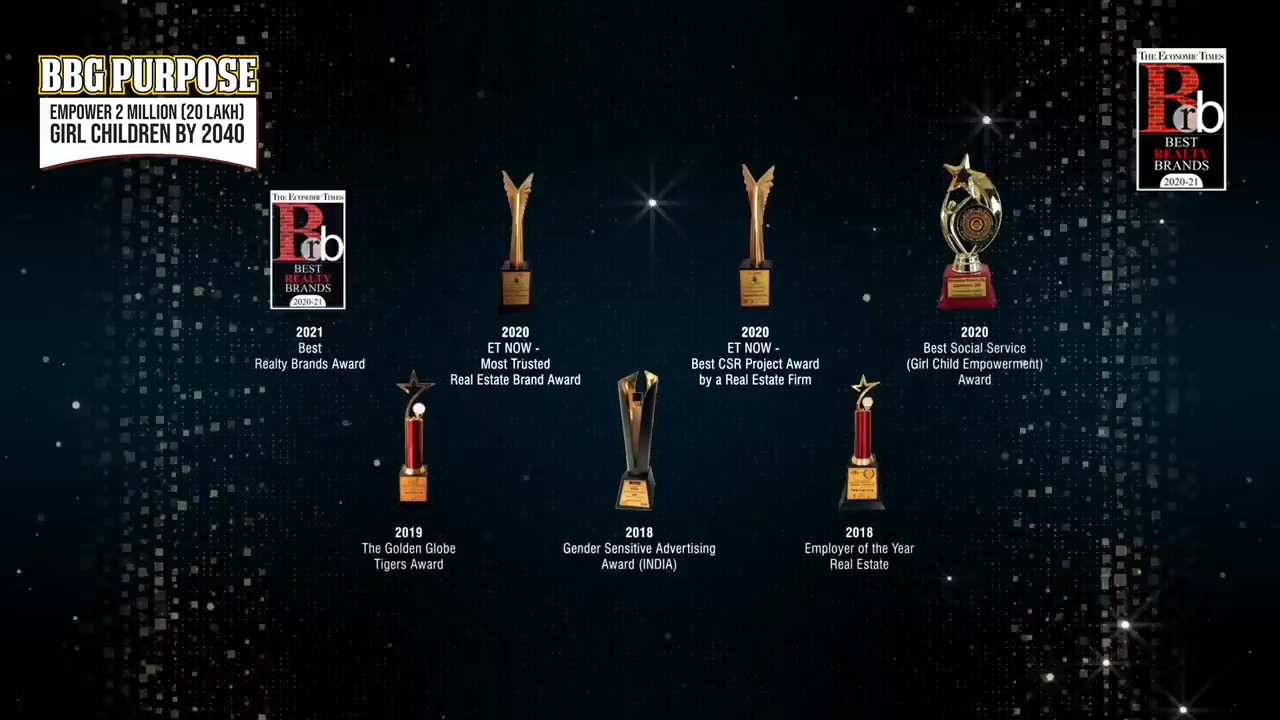 BBG PURPOSE
EMPOWER 2 MILLION (20 LAKH)
GIRL CHILDREN BY 2040
THE ECONOMIC TIMES
Brb
BEST
REALTY
BRANDS
2020-21
THE ECONOMIC TIMES
Brb
BEST
REALTY
BRANDS
2020-21
2021
Best
Realty Brands Award
2020
ET NOW -
Most Trusted
Real Estate Brand Award
2020
ET NOW -
Best CSR Project Award
by a Real Estate Firm
2020
Best Social Service
(Girl Child Empowerment)
Award
2019
The Golden Globe
Tigers Award
2018
Gender Sensitive Advertising
Award (INDIA)
2018
Employer of the Year
Real Estate